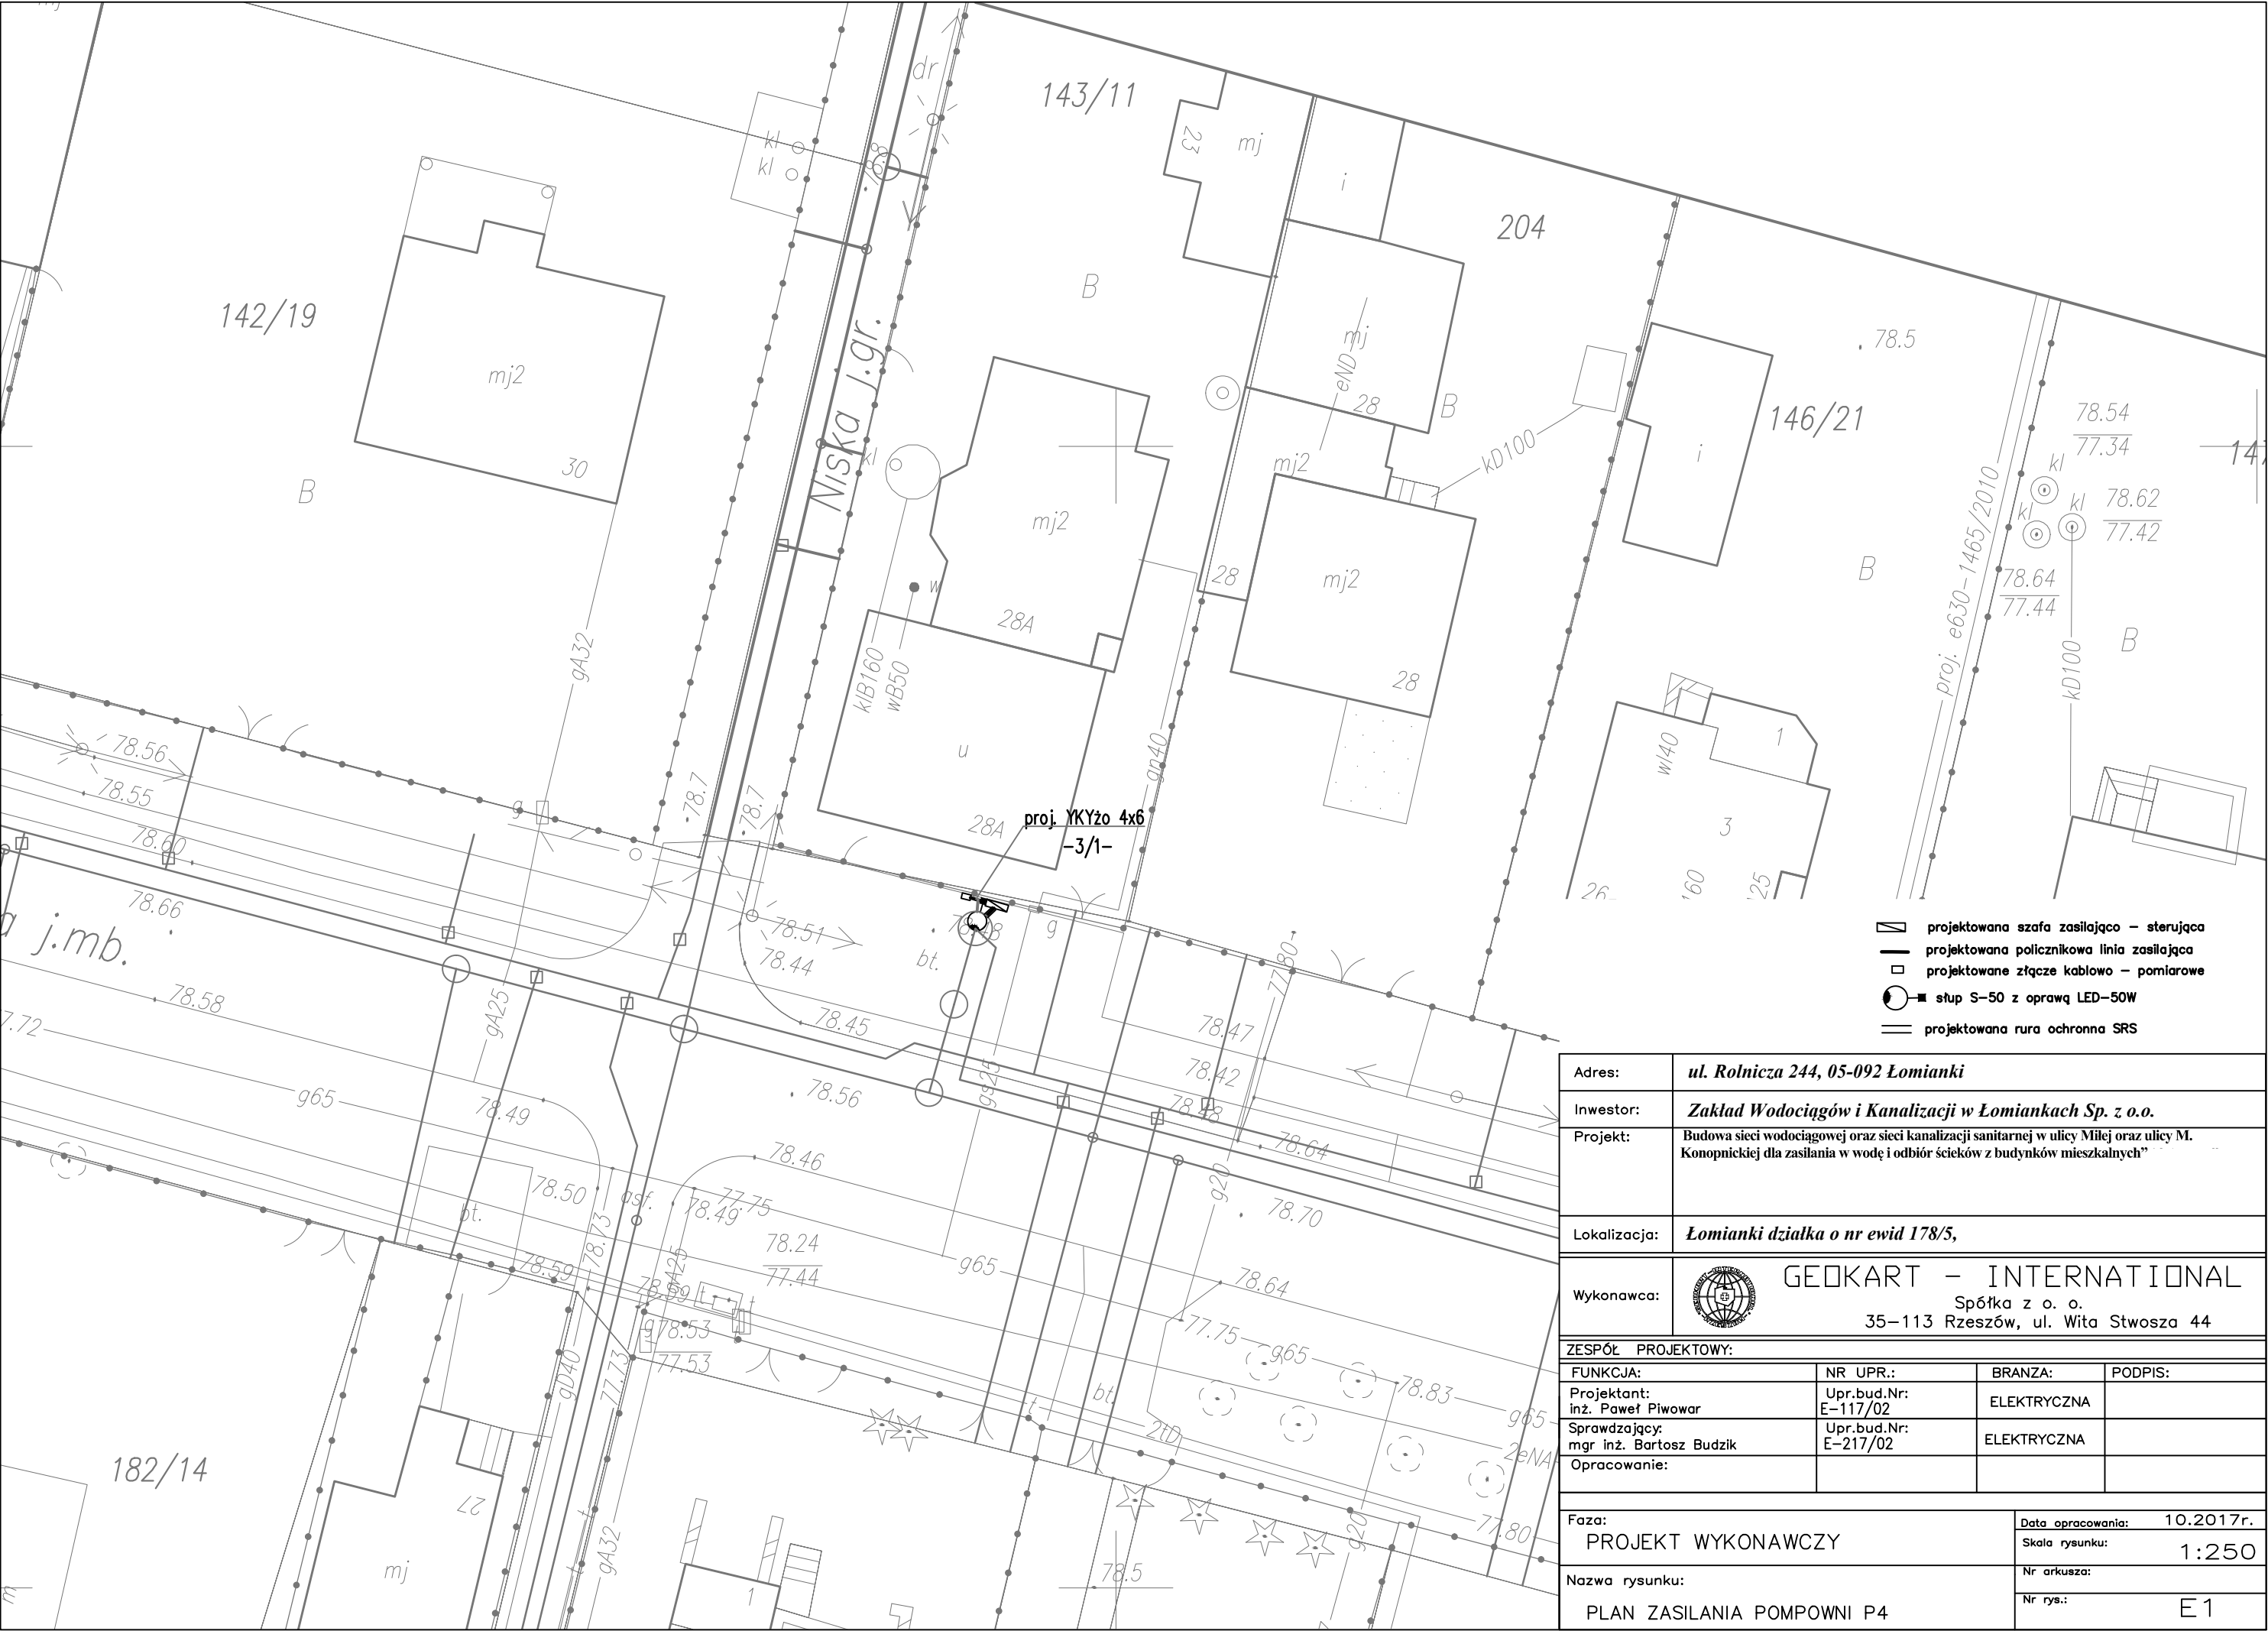 dr
143/11
23
mj
i
kl
kl
204
142/19
B
mj2
30
B
Niska j.gr.
mj
eND
28
B
kD100
mj2
78.5
146/21
i
78.54
77.34
kl
kl
78.62
77.42
kl
78.64
77.44
B
B
proj. e630-1465/2010
kD100
kl
mj2
w
28A
28
mj2
28
gA32
klB160
wB50
u
28A
gn40
wl40
1
3
78.56
78.55
78.60
g
78.7
78.7
proj. YKYżo 4x6
-3/1-
78.66
j.mb.
78.51
78.44
bt.
g
78.58
gA25
78.45
77.80
78.47
78.42
gs25
g65
78.49
78.56
78.64
78.46
g20
78.70
78.50
bt.
asf.
78.73
78.49
77.75
78.24
77.44
g65
78.59
78.59
78.64
77.75
g65
78.53
77.53
g
gD40
77.73
bt.
78.83
g65
2tD
2eNA
182/14
27
mj
gA32
1
78.5
g20
77.80
projektowana szafa zasilająco – sterująca
projektowana policznikowa linia zasilająca
projektowane złącze kablowo – pomiarowe
słup S-50 z oprawą LED-50W
projektowana rura ochronna SRS
Adres: ul. Rolnicza 244, 05-092 Łomianki
Inwestor: Zakład Wodociągów i Kanalizacji w Łomiankach Sp. z o.o.
Projekt: Budowa sieci wodociągowej oraz sieci kanalizacji sanitarnej w ulicy Miłej oraz ulicy M.
Konopnickiej dla zasilania w wodę i odbiór ścieków z budynków mieszkalnych”
Lokalizacja: Łomianki działka o nr ewid 178/5,
Wykonawca: GEOKART - INTERNATIONAL
Spółka z o. o.
35-113 Rzeszów, ul. Wita Stwosza 44
ZESPÓŁ PROJEKTOWY:
FUNKCJA: NR UPR.: BRANZA: PODPIS:
Projektant: Upr.bud.Nr:
inż. Paweł Piwowar E-117/02 ELEKTRYCZNA
Sprawdzający: Upr.bud.Nr:
mgr inż. Bartosz Budzik E-217/02 ELEKTRYCZNA
Opracowanie:
Faza: Data opracowania: 10.2017r.
PROJEKT WYKONAWCZY Skala rysunku: 1:250
Nazwa rysunku: Nr arkusza:
PLAN ZASILANIA POMPOWNI P4 Nr rys.: E1